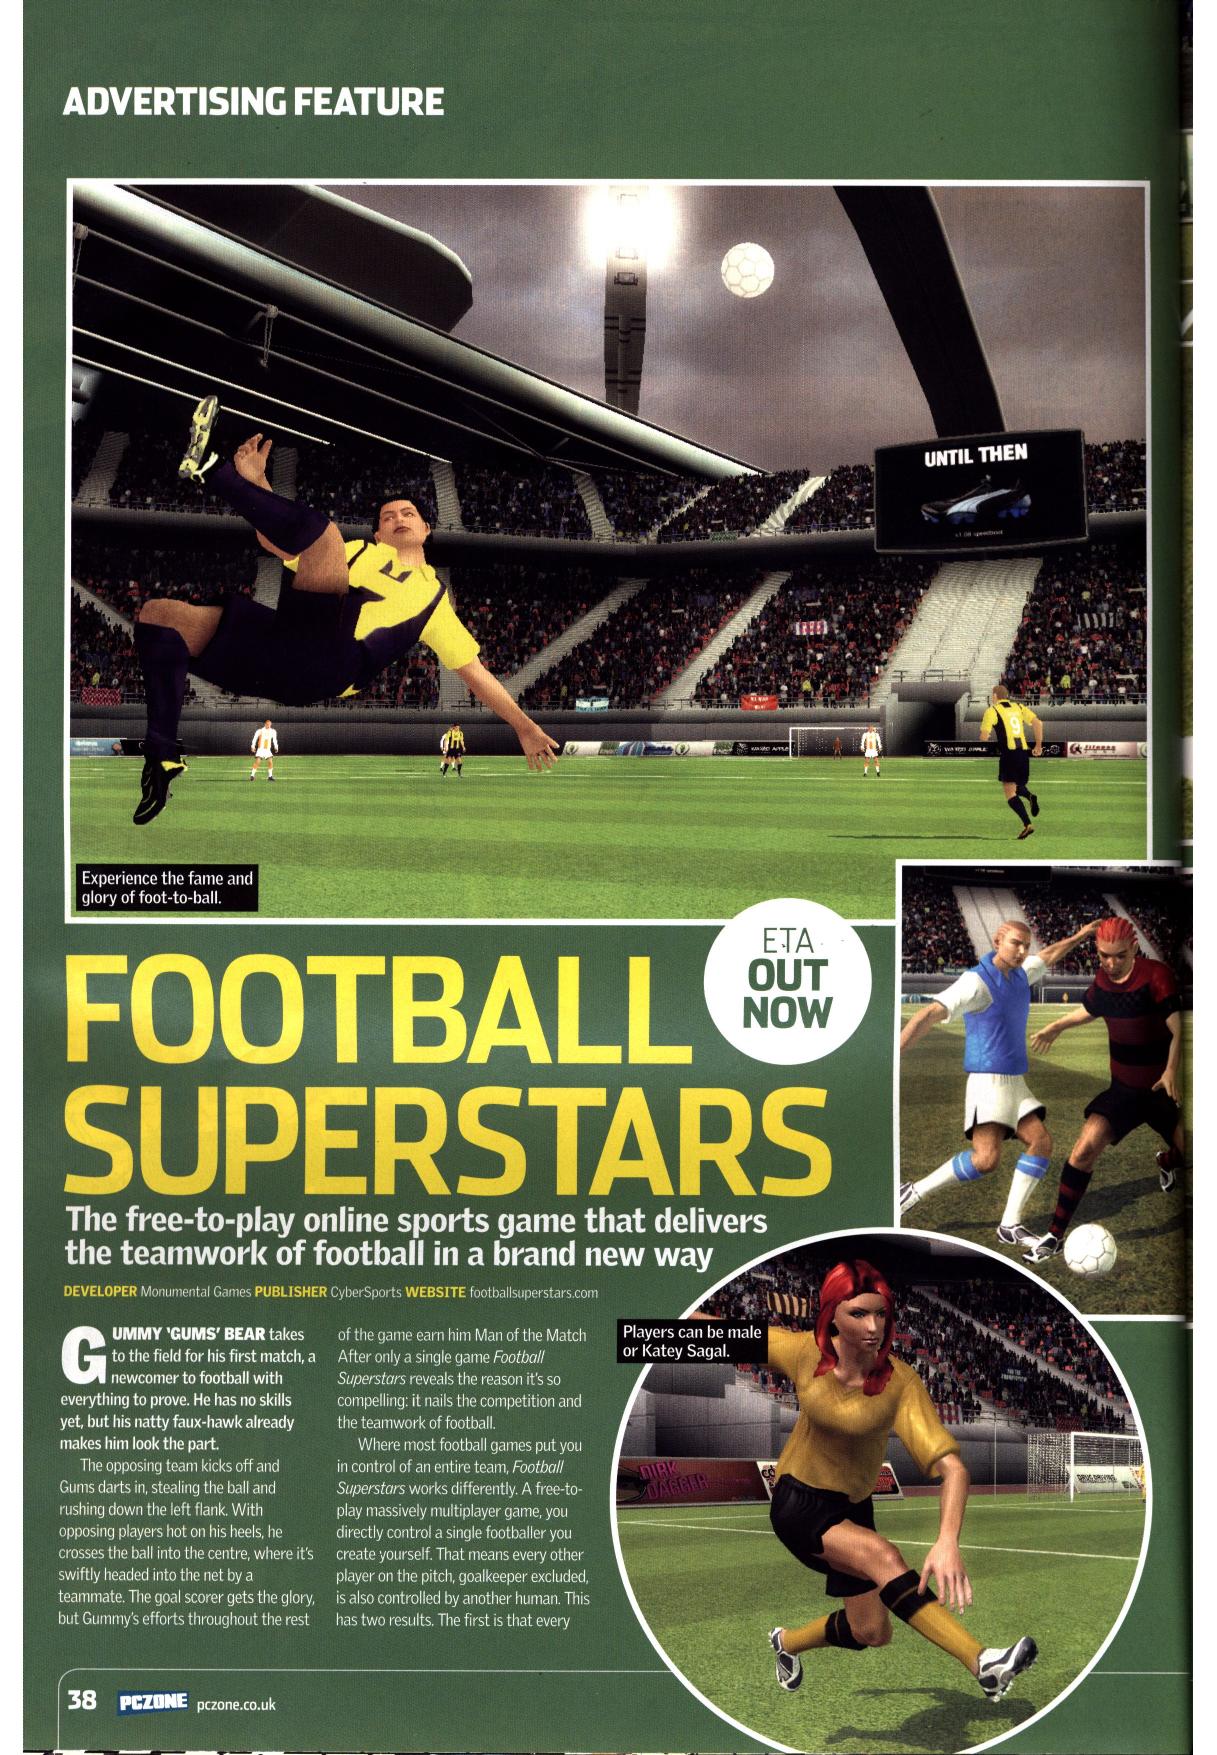 ADVERTISING FEATURE
UNTIL THEN
v1.08 speedboot
9
Experience the fame and
glory of foot-to-ball.
ETA
OUT
NOW
FOOTBALL
SUPERSTARS
The free-to-play online sports game that delivers
the teamwork of football in a brand new way
DEVELOPER Monumental Games PUBLISHER CyberSports WEBSITE footballsuperstars.com
GUMMY 'GUMS' BEAR takes
to the field for his first match, a
newcomer to football with
everything to prove. He has no skills
yet, but his natty faux-hawk already
makes him look the part.
The opposing team kicks off and
Gums darts in, stealing the ball and
rushing down the left flank. With
opposing players hot on his heels, he
crosses the ball into the centre, where it's
swiftly headed into the net by a
teammate. The goal scorer gets the glory,
but Gummy's efforts throughout the rest
of the game earn him Man of the Match
After only a single game Football
Superstars reveals the reason it's so
compelling: it nails the competition and
the teamwork of football.
Where most football games put you
in control of an entire team, Football
Superstars works differently. A free-to-
play massively multiplayer game, you
directly control a single footballer you
create yourself. That means every other
player on the pitch, goalkeeper excluded,
is also controlled by another human. This
has two results. The first is that every
Players can be male
or Katey Sagal.
DIRK
DAGGER
38 PCZONE pczone.co.uk